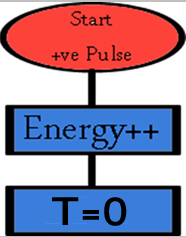 Start
+ve Pulse
Energy++
T=0